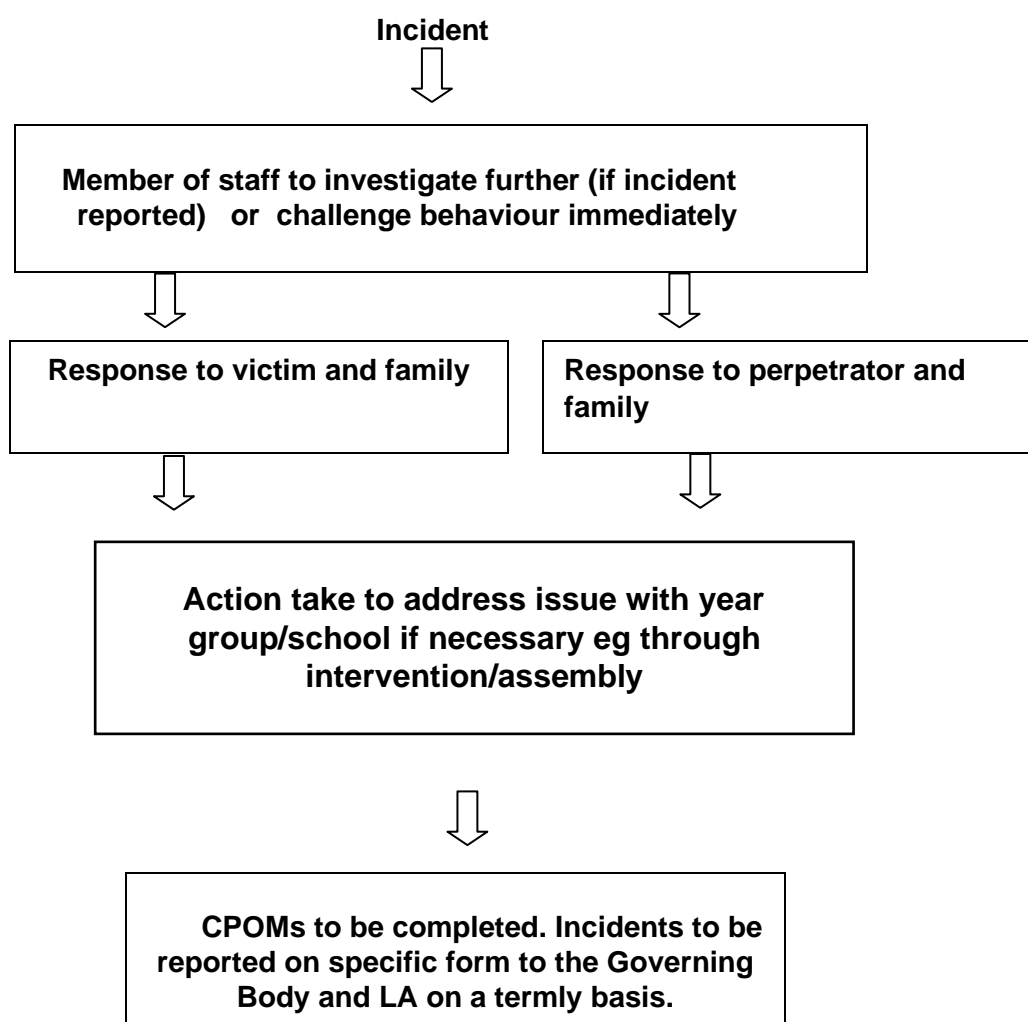 Incident
Member of staff to investigate further (if incident
reported) or challenge behaviour immediately
Response to victim and family
Response to perpetrator and
family
Action take to address issue with year
group/school if necessary eg through
intervention/assembly
CPOMs to be completed. Incidents to be
reported on specific form to the Governing
Body and LA on a termly basis.